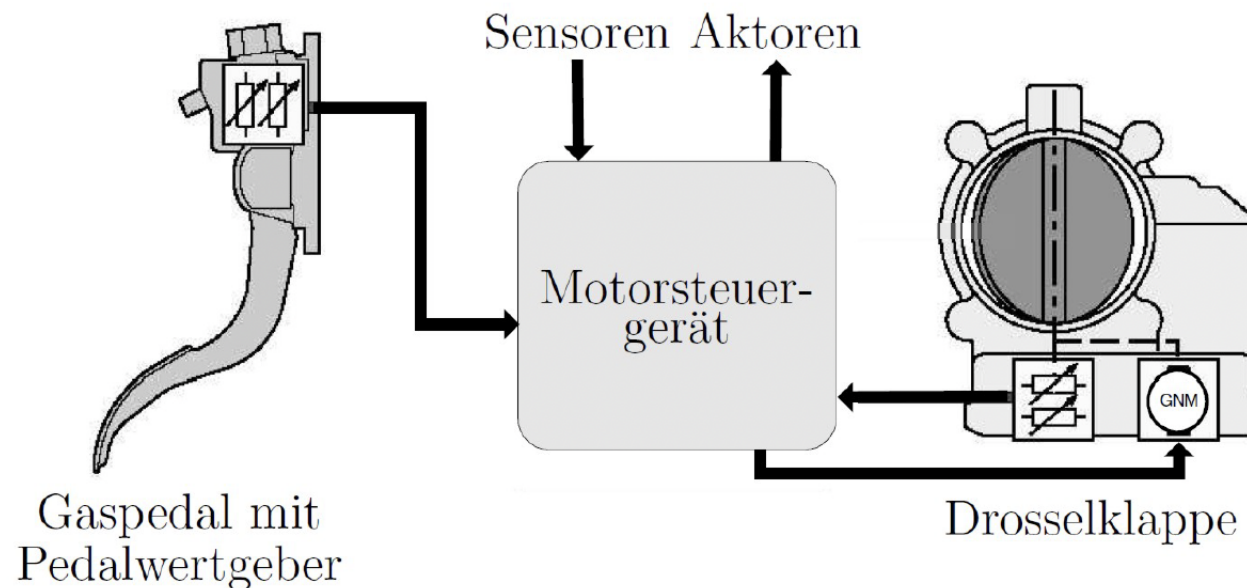 Sensoren Aktoren
Motorsteuer-
gerät
GNM
Gaspedal mit
Pedalwertgeber
Drosselklappe